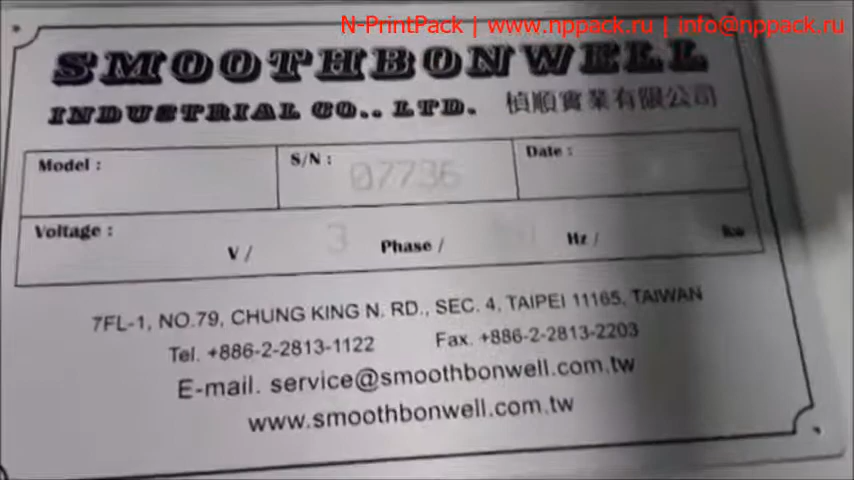 N-PrintPack | www.nppack.ru | info@nppack.ru
SMOOTHBONWELL
INDUSTRIAL CO.. LTD. 楨順實業有限公司
Model : S/N : 07736 Date :
Voltage : V / 3 Phase / Hz / kw
7FL-1, NO.79, CHUNG KING N. RD., SEC. 4, TAIPEI 11165, TAIWAN
Tel. +886-2-2813-1122 Fax. +886-2-2813-2203
E-mail. service@smoothbonwell.com.tw
www.smoothbonwell.com.tw